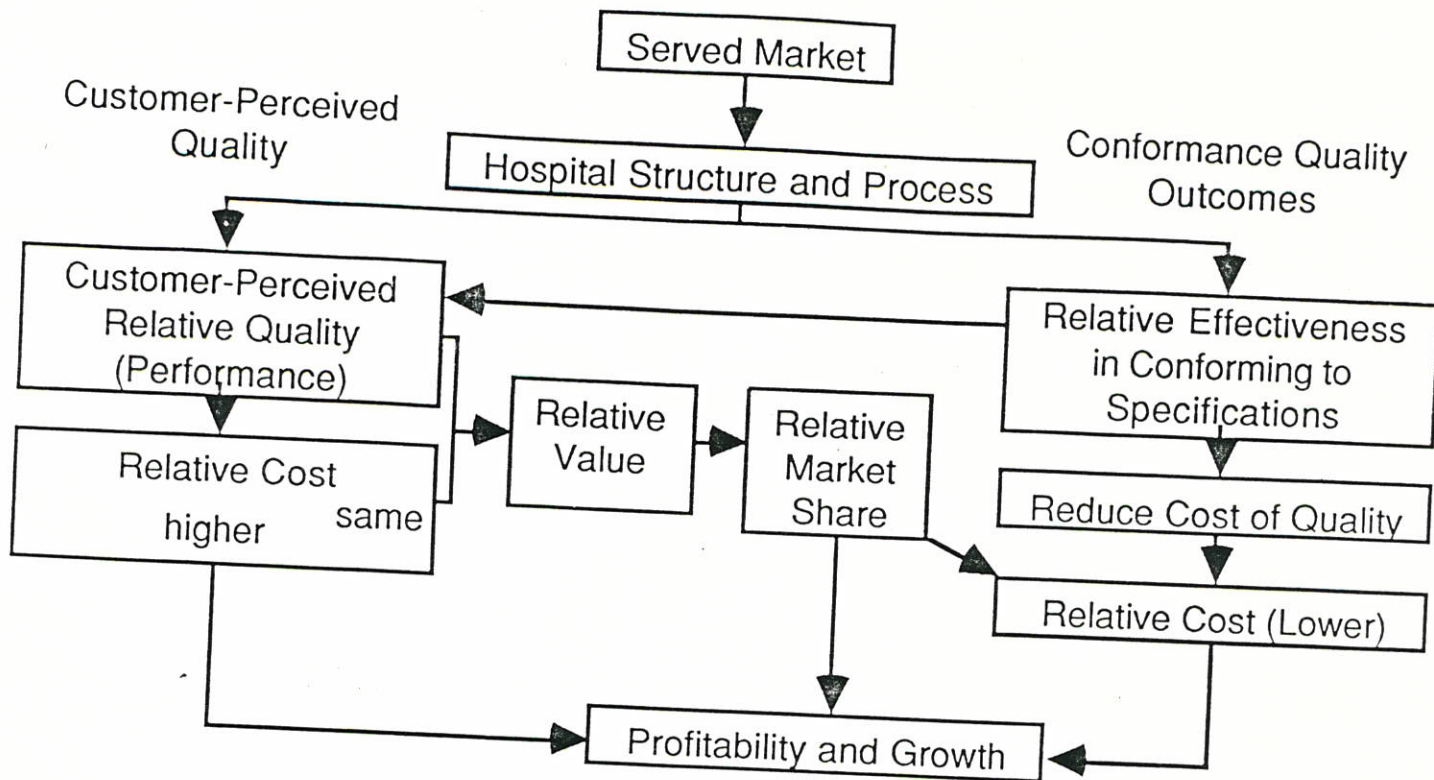 Served Market
Customer-Perceived
Quality
Hospital Structure and Process
Conformance Quality
Outcomes
Customer-Perceived
Relative Quality
(Performance)
Relative Effectiveness
in Conforming to
Specifications
Relative
Value
Relative
Market
Share
Relative Cost
higher same
Reduce Cost of Quality
Relative Cost (Lower)
Profitability and Growth